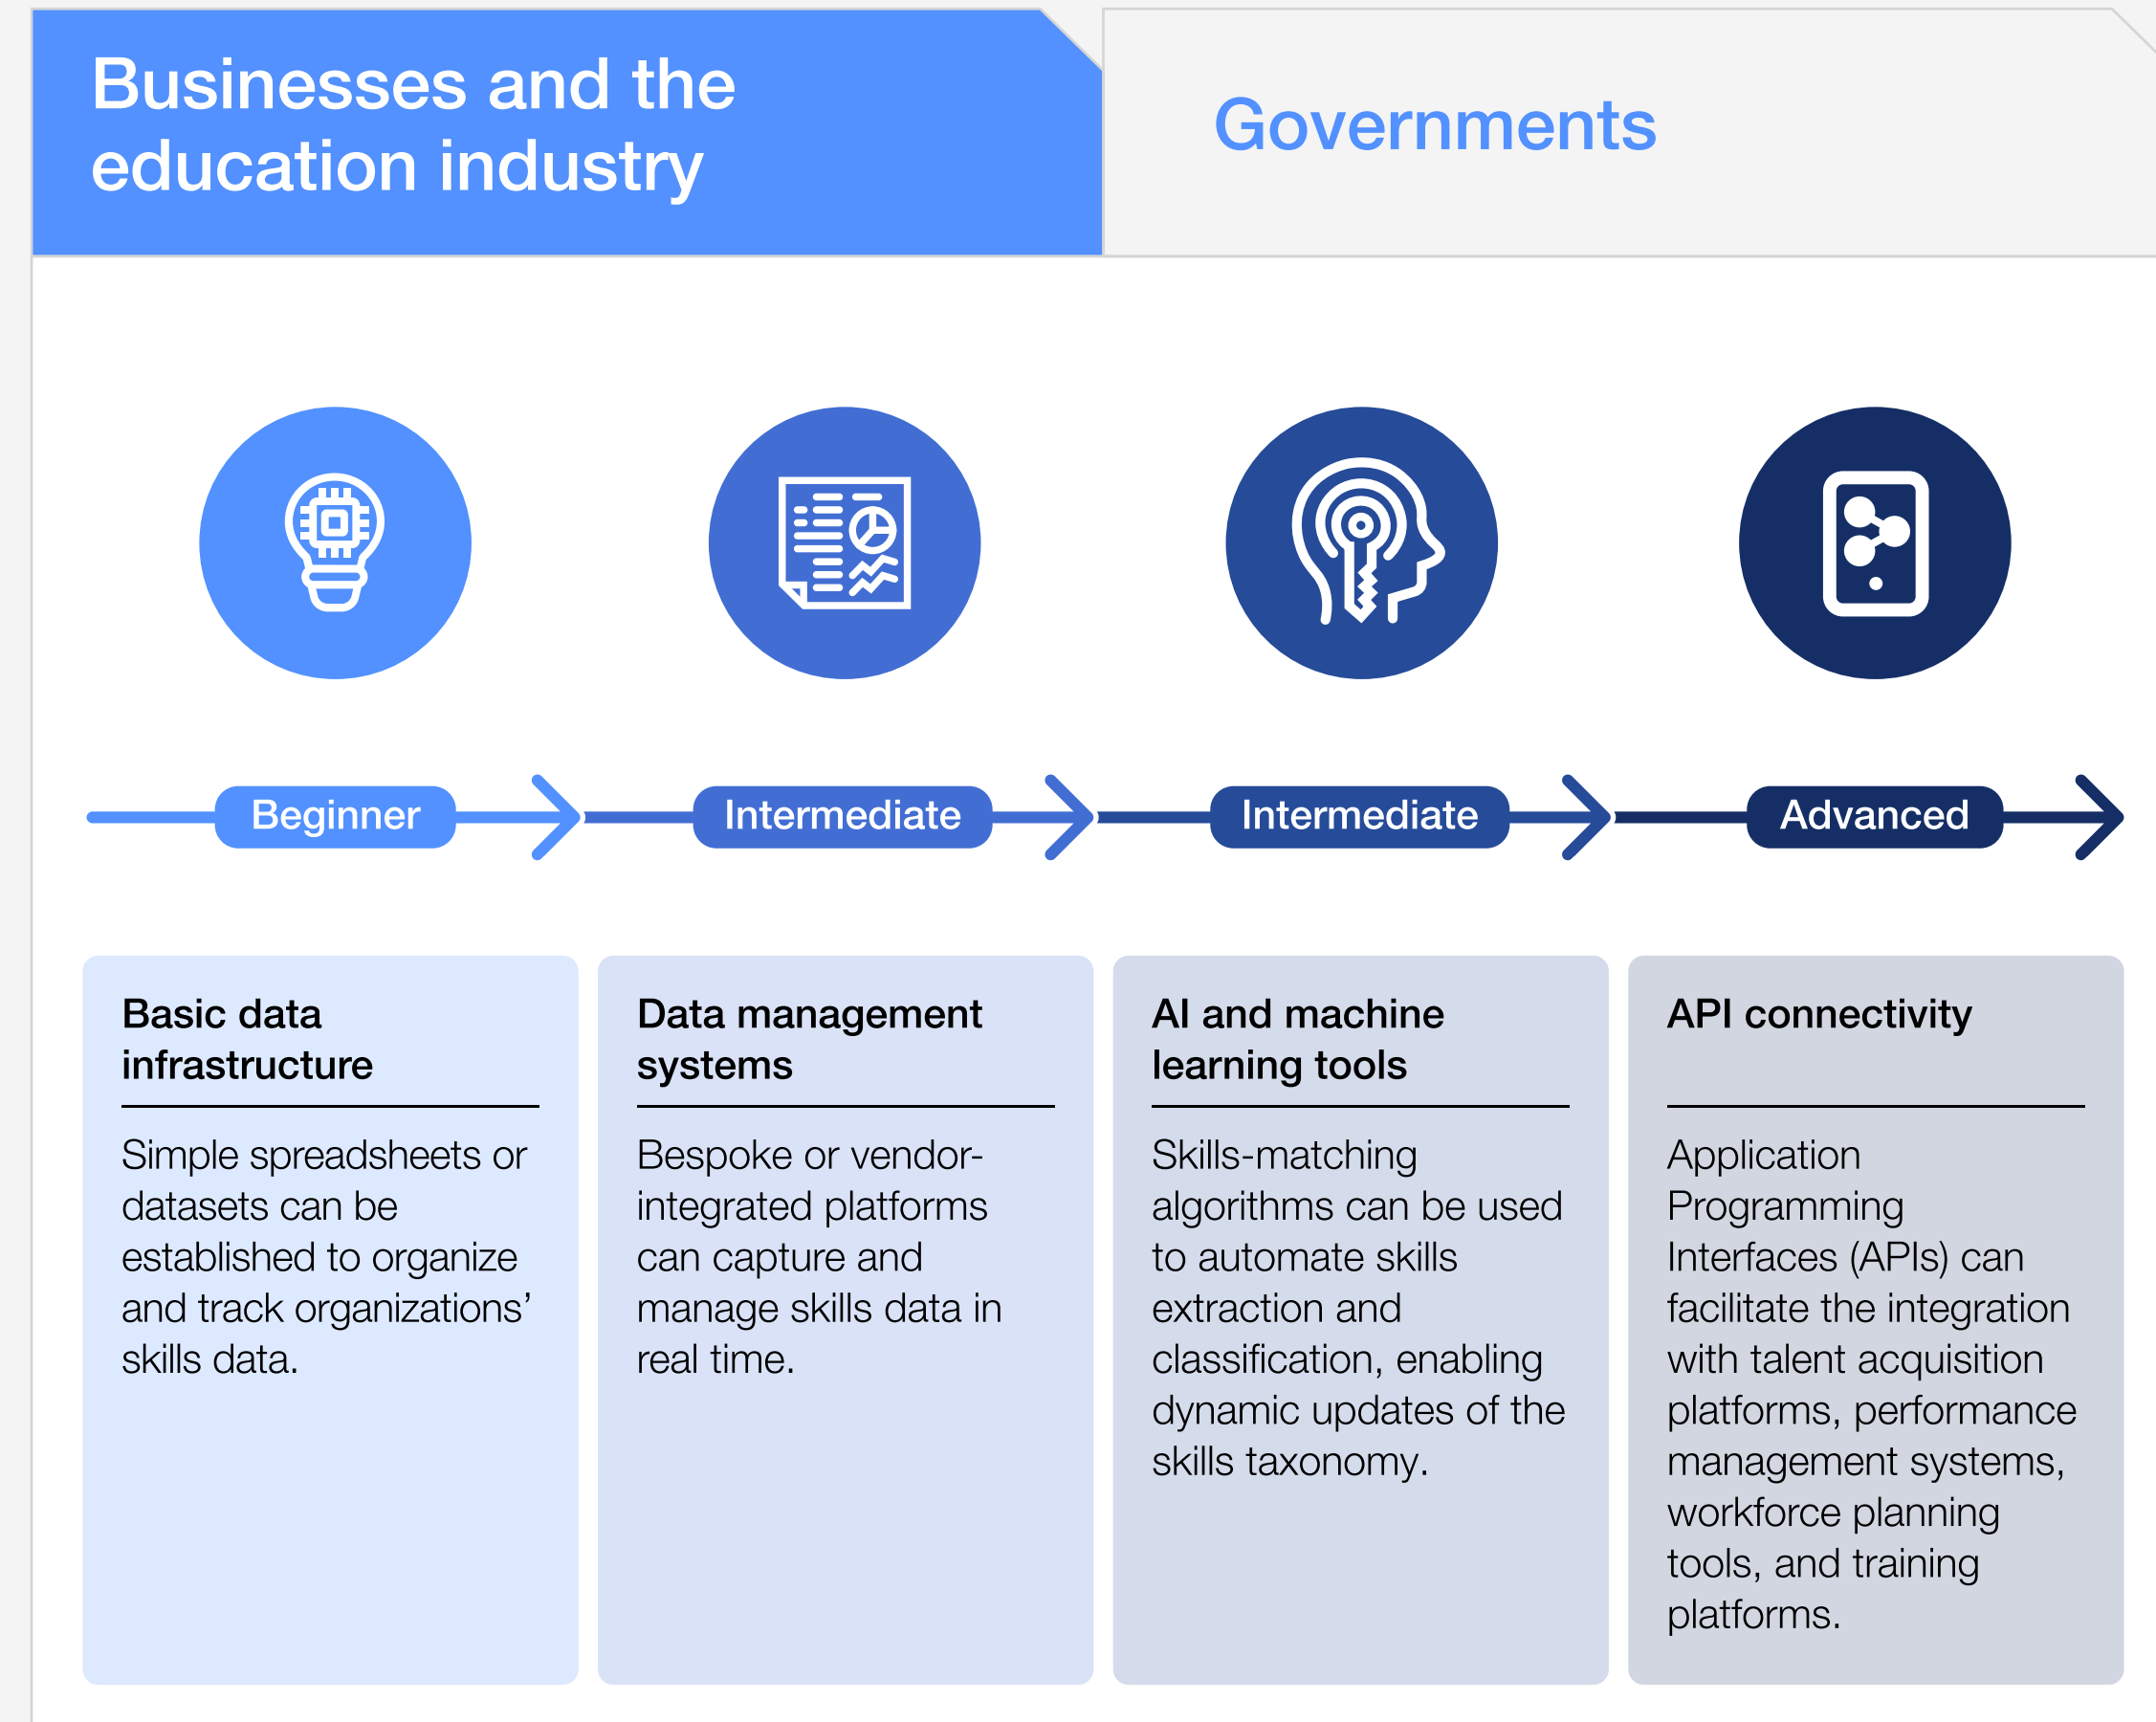 Businesses and the
education industry
Governments
Beginner
Intermediate
Intermediate
Advanced
Basic data
infrastructure
Simple spreadsheets or
datasets can be
established to organize
and track organizations’
skills data.
Data management
systems
Bespoke or vendor-
integrated platforms
can capture and
manage skills data in
real time.
AI and machine
learning tools
Skills-matching
algorithms can be used
to automate skills
extraction and
classification, enabling
dynamic updates of the
skills taxonomy.
API connectivity
Application
Programming
Interfaces (APIs) can
facilitate the integration
with talent acquisition
platforms, performance
management systems,
workforce planning
tools, and training
platforms.